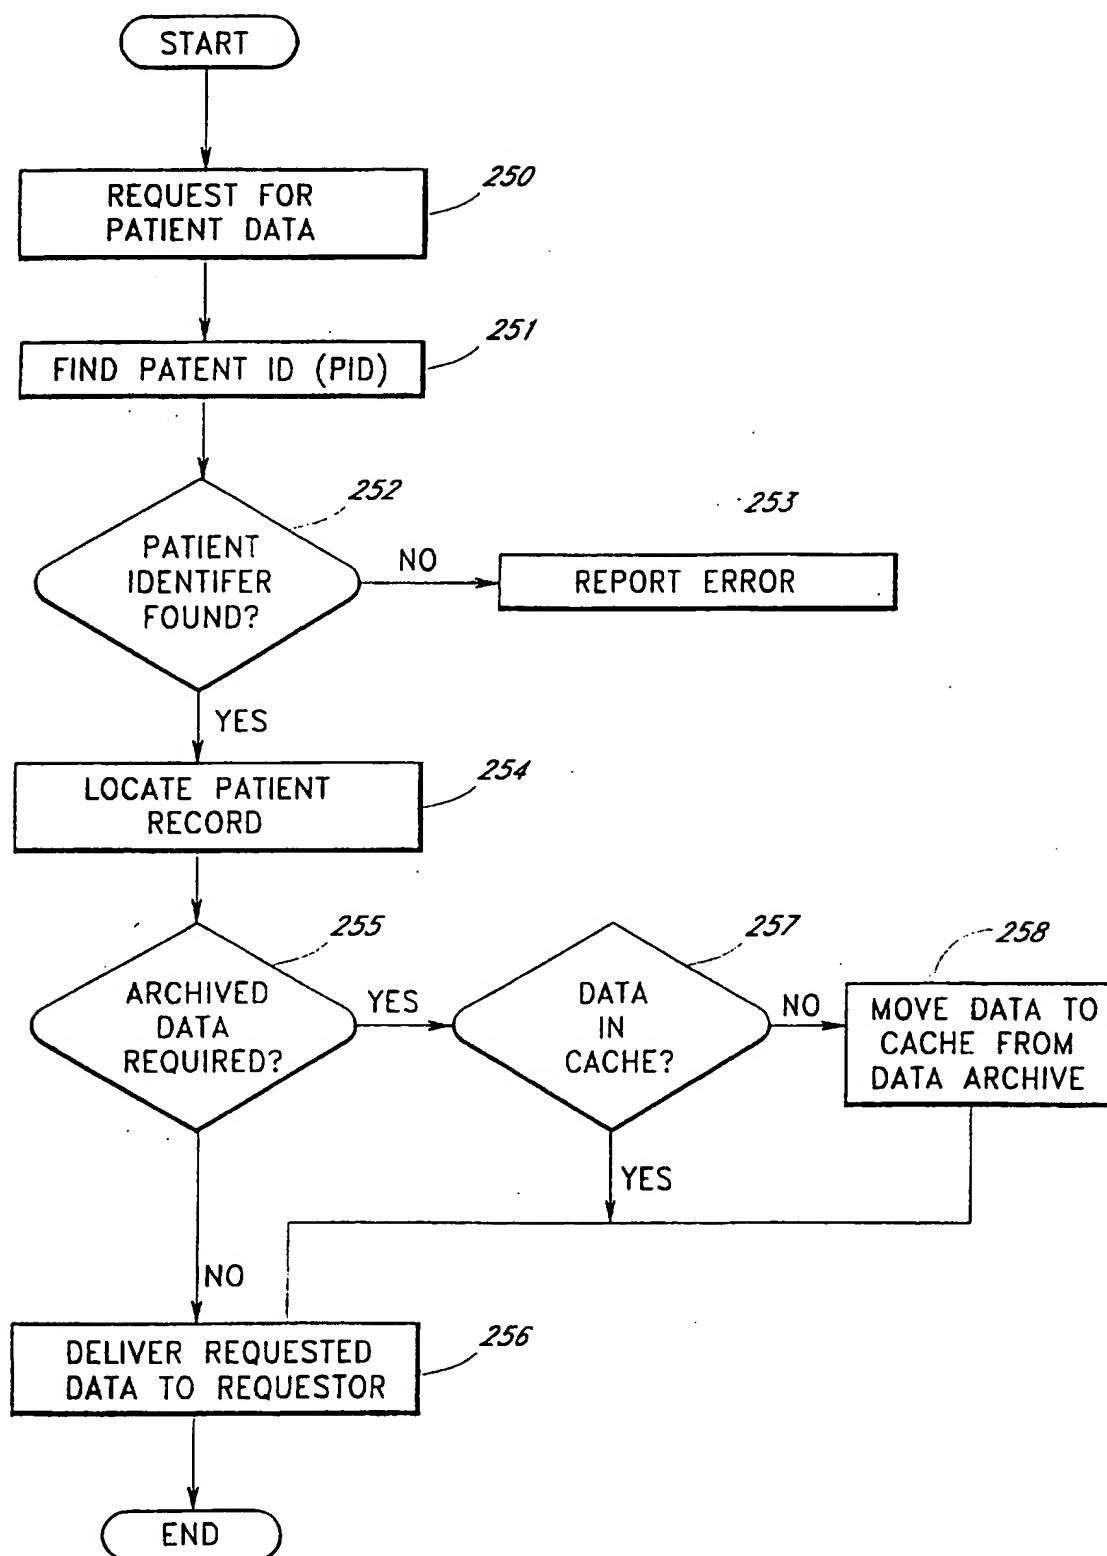 START
250
REQUEST FOR
PATIENT DATA
251
FIND PATENT ID (PID)
252
253
PATIENT
IDENTIFER
FOUND?
NO
REPORT ERROR
YES
254
LOCATE PATIENT
RECORD
255
257
258
ARCHIVED
DATA
REQUIRED?
YES
DATA
IN
CACHE?
NO
MOVE DATA TO
CACHE FROM
DATA ARCHIVE
YES
NO
256
DELIVER REQUESTED
DATA TO REQUESTOR
END